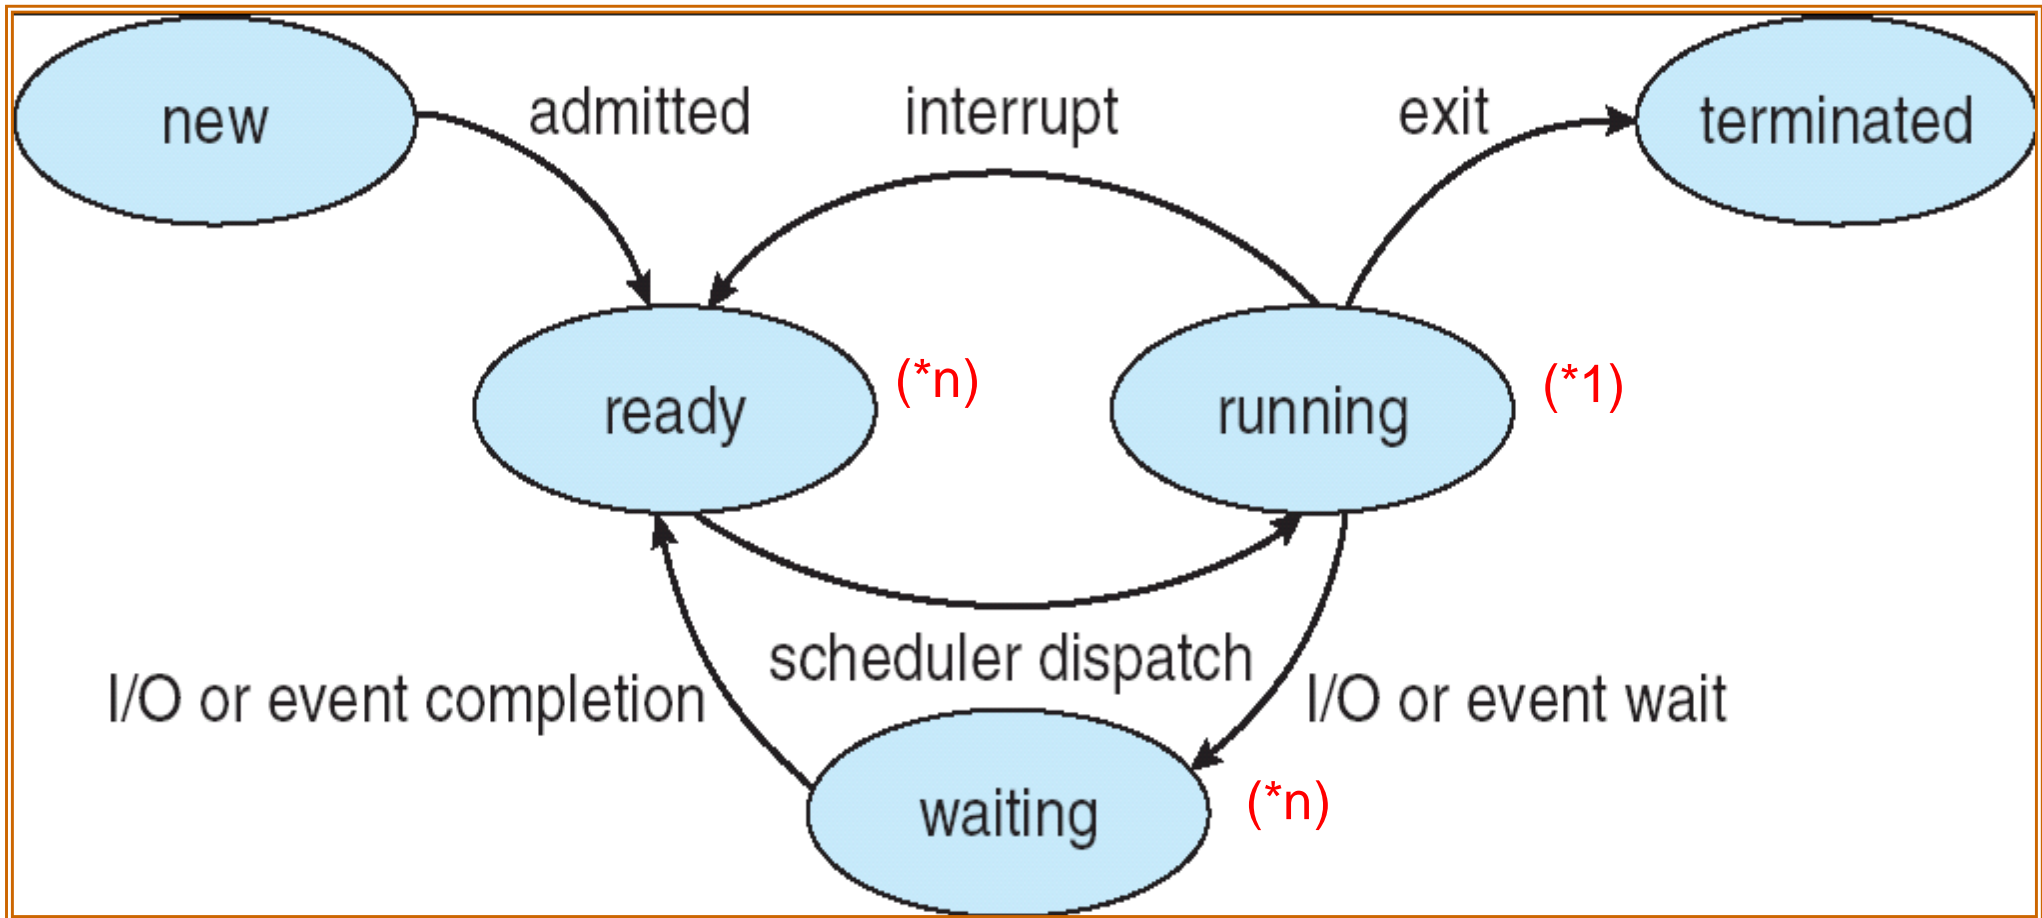 new
admitted
interrupt
exit
terminated
ready
(*n)
running
(*1)
scheduler dispatch
I/O or event completion
I/O or event wait
waiting
(*n)